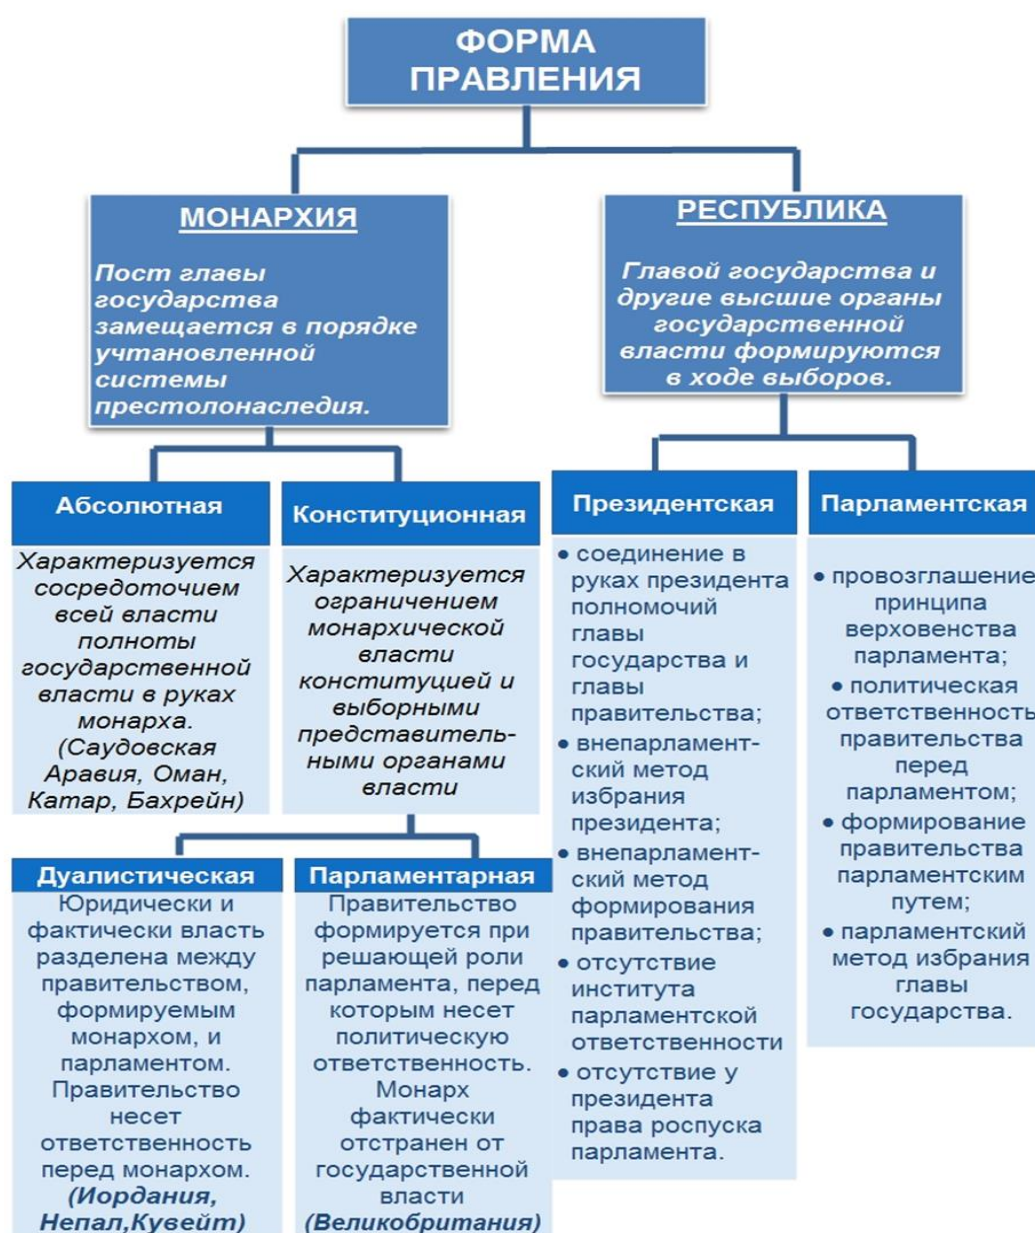 ФОРМА
ПРАВЛЕНИЯ
МОНАРХИЯ
Пост главы
государства
замещается в порядке
учтановленной
системы
престолонаследия.
РЕСПУБЛИКА
Главой государства и
другие высшие органы
государственной
власти формируются
в ходе выборов.
Абсолютная
Характеризуется
сосредоточием
всей власти
полноты
государственной
власти в руках
монарха.
(Саудовская
Аравия, Оман,
Катар, Бахрейн)
Конституционная
Характеризуется
ограничением
монархической
власти
конституцией и
выборными
представитель-
ными органами
власти
Дуалистическая
Юридически и
фактически власть
разделена между
правительством,
формируемым
монархом, и
парламентом.
Правительство
несет
ответственность
перед монархом.
(Иордания,
Непал,Кувейт)
Парламентарная
Правительство
формируется при
решающей роли
парламента, перед
которым несет
политическую
ответственность.
Монарх
фактически
отстранен от
государственной
власти
(Великобритания)
Президентская
• соединение в
руках президента
полномочий
главы
государства и
главы
правительства;
• внепарламент-
ский метод
избрания
президента;
• внепарламент-
ский метод
формирования
правительства;
• отсутствие
института
парламентской
ответственности
• отсутствие у
президента
права роспуска
парламента.
Парламентская
• провозглашение
принципа
верховенства
парламента;
• политическая
ответственность
правительства
перед
парламентом;
• формирование
правительства
парламентским
путем;
• парламентский
метод избрания
главы
государства.